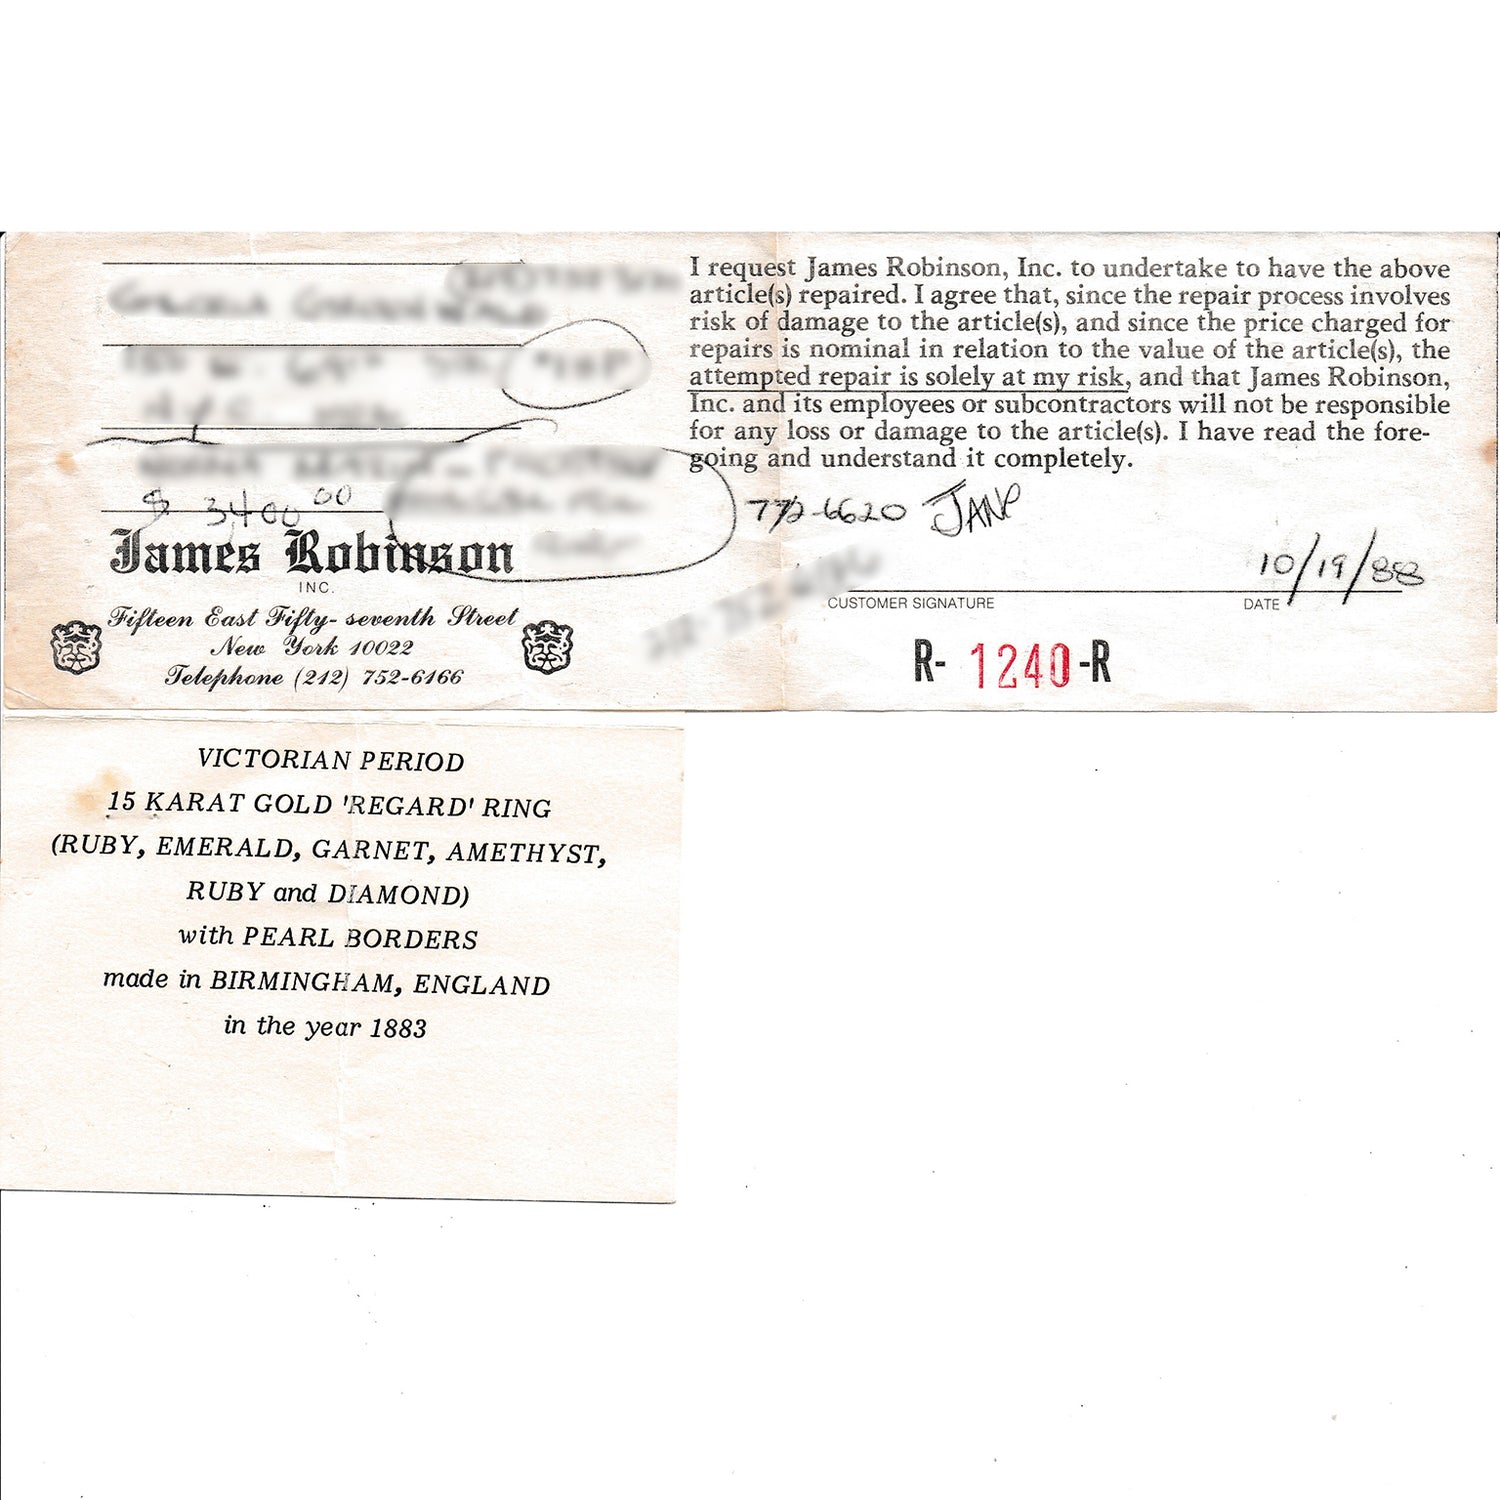 I request James Robinson, Inc. to undertake to have the above
article(s) repaired. I agree that, since the repair process involves
risk of damage to the article(s), and since the price charged for
repairs is nominal in relation to the value of the article(s), the
attempted repair is solely at my risk, and that James Robinson,
Inc. and its employees or subcontractors will not be responsible
for any loss or damage to the article(s). I have read the fore-
going and understand it completely.
$ 3400 00
772-6620 JANE
James Robinson
INC.
Fifteen East Fifty-seventh Street
New York 10022
Telephone (212) 752-6166
10/19/88
CUSTOMER SIGNATURE
DATE
R- 1240 -R
VICTORIAN PERIOD
15 KARAT GOLD 'REGARD' RING
(RUBY, EMERALD, GARNET, AMETHYST,
RUBY and DIAMOND)
with PEARL BORDERS
made in BIRMINGHAM, ENGLAND
in the year 1883